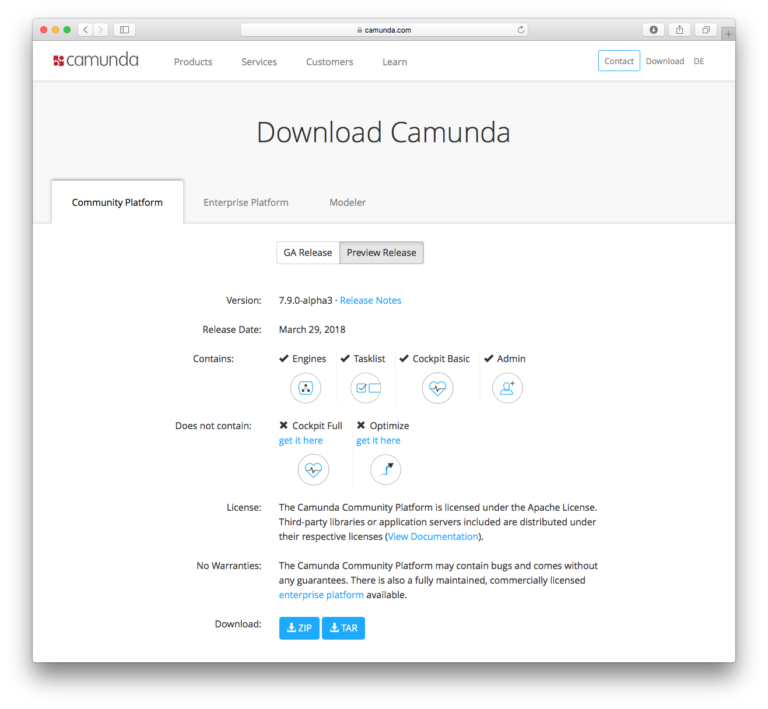 camunda.com
camunda
Products Services Customers Learn
Contact Download DE
Download Camunda
Community Platform Enterprise Platform Modeler
GA Release Preview Release
Version: 7.9.0-alpha3 · Release Notes
Release Date: March 29, 2018
Contains: ✔ Engines ✔ Tasklist ✔ Cockpit Basic ✔ Admin
Does not contain: ✖ Cockpit Full ✖ Optimize
get it here get it here
License: The Camunda Community Platform is licensed under the Apache License.
Third-party libraries or application servers included are distributed under
their respective licenses (View Documentation).
No Warranties: The Camunda Community Platform may contain bugs and comes without
any guarantees. There is also a fully maintained, commercially licensed
enterprise platform available.
Download: ZIP TAR